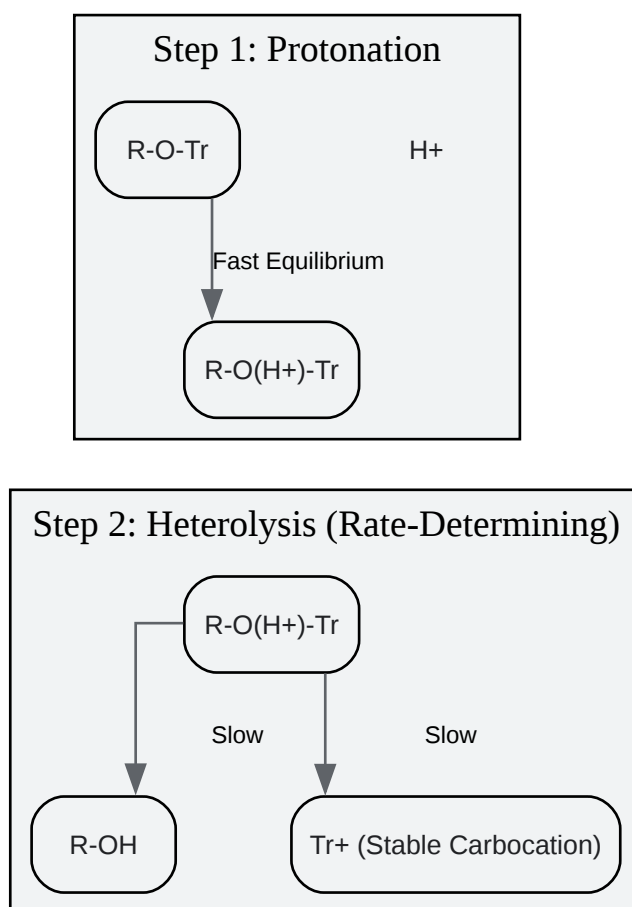 Step 1: Protonation
R-O-Tr
H+
Fast Equilibrium
R-O(H+)-Tr
Step 2: Heterolysis (Rate-Determining)
R-O(H+)-Tr
Slow
Slow
R-OH
Tr+ (Stable Carbocation)